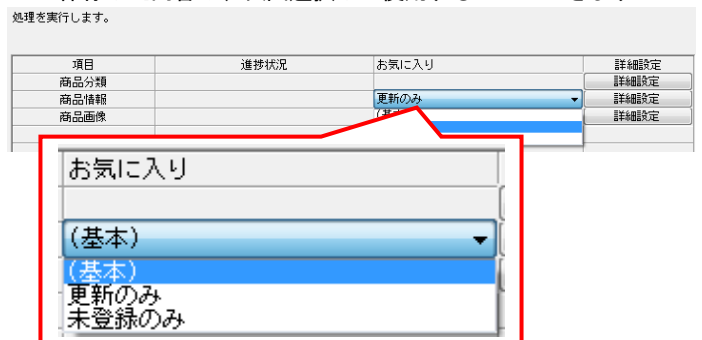 処理を実行します。
項目 進捗状況 お気に入り 詳細設定
商品分類 詳細設定
商品情報 更新のみ 詳細設定
商品画像 詳細設定
お気に入り
(基本)
(基本)
更新のみ
未登録のみ